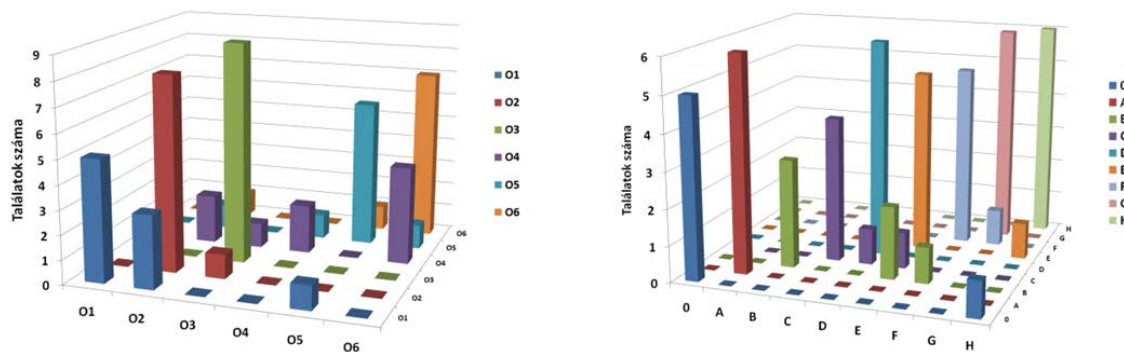 Találatok száma
9
8
7
6
5
4
3
2
1
0
O1 O2 O3 O4 O5 O6
O6
O5
O4
O3
O2
O1
O1
O2
O3
O4
O5
O6
Találatok száma
6
5
4
3
2
1
0
0 A B C D E F G H
H
G
F
E
D
C
B
A
0